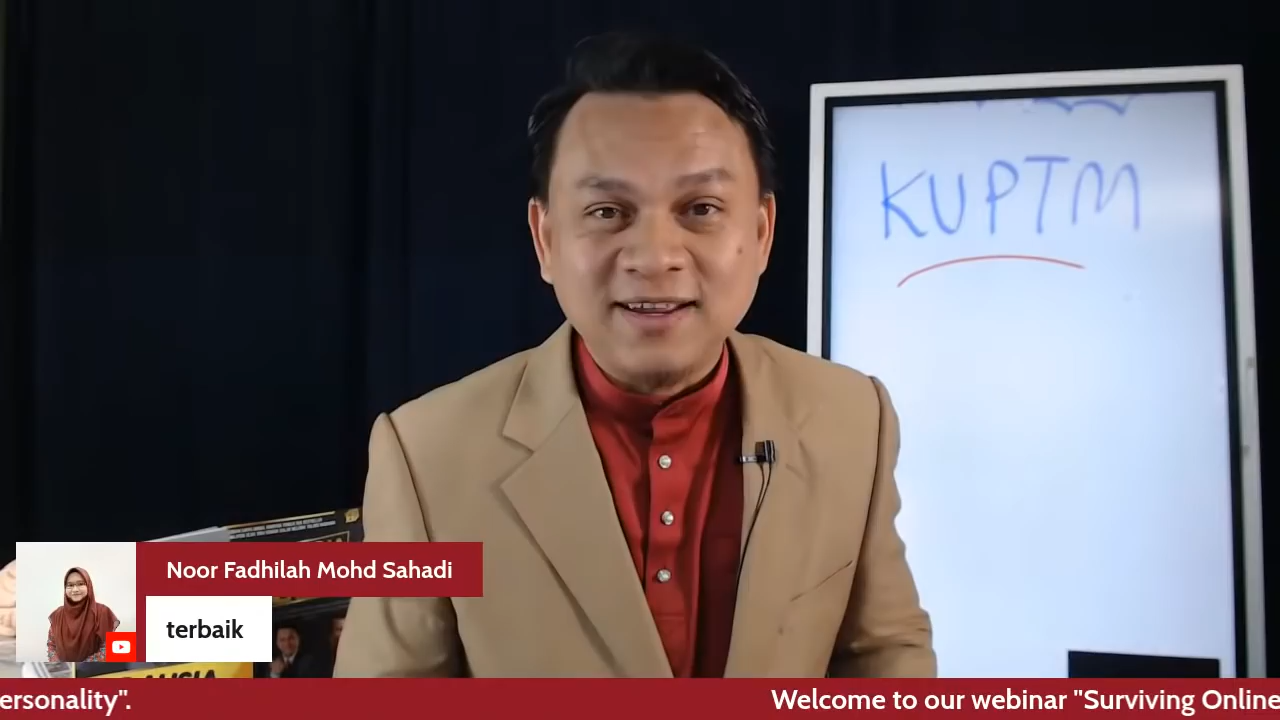 KUPTM
Noor Fadhilah Mohd Sahadi
terbaik
ersonality".
Welcome to our webinar "Surviving Online